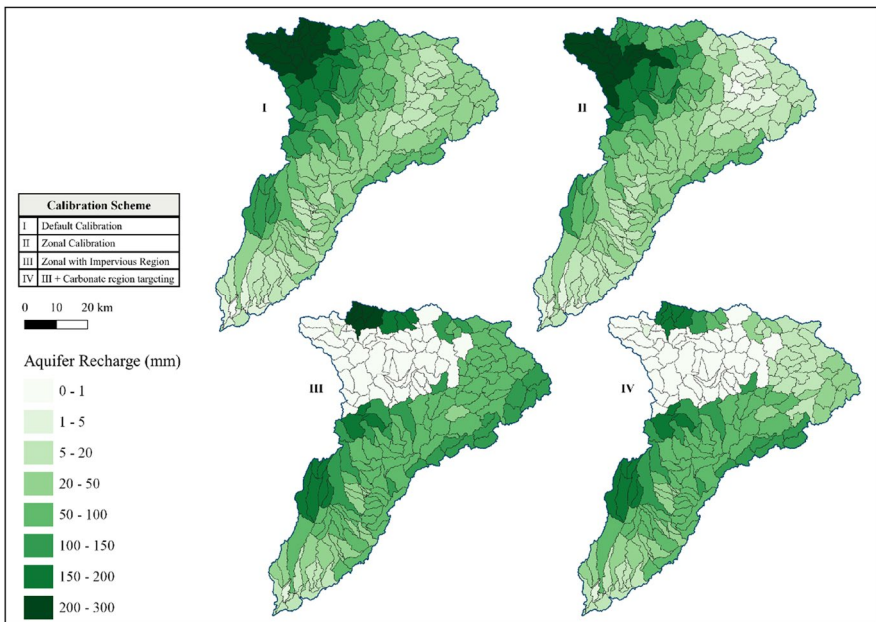 I
II
Calibration Scheme
I Default Calibration
II Zonal Calibration
III Zonal with Impervious Region
IV III + Carbonate region targeting
0 10 20 km
Aquifer Recharge (mm)
0 - 1
1 - 5
5 - 20
20 - 50
50 - 100
100 - 150
150 - 200
200 - 300
III
IV